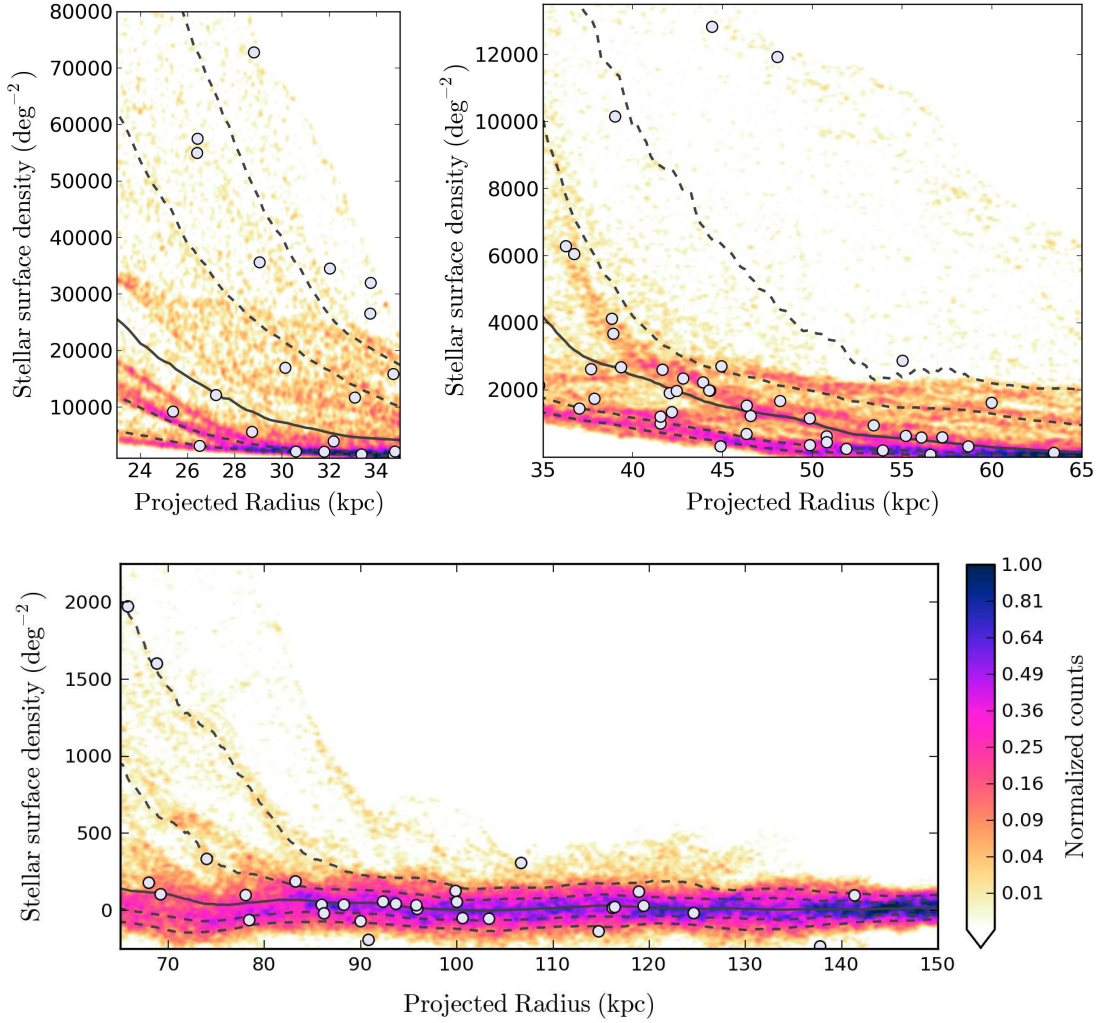 80000
70000
60000
50000
40000
30000
20000
10000
Stellar surface density (deg⁻²)
24 26 28 30 32 34
Projected Radius (kpc)
12000
10000
8000
6000
4000
2000
Stellar surface density (deg⁻²)
35 40 45 50 55 60 65
Projected Radius (kpc)
2000
1500
1000
500
0
Stellar surface density (deg⁻²)
70 80 90 100 110 120 130 140 150
Projected Radius (kpc)
1.00
0.81
0.64
0.49
0.36
0.25
0.16
0.09
0.04
0.01
Normalized counts